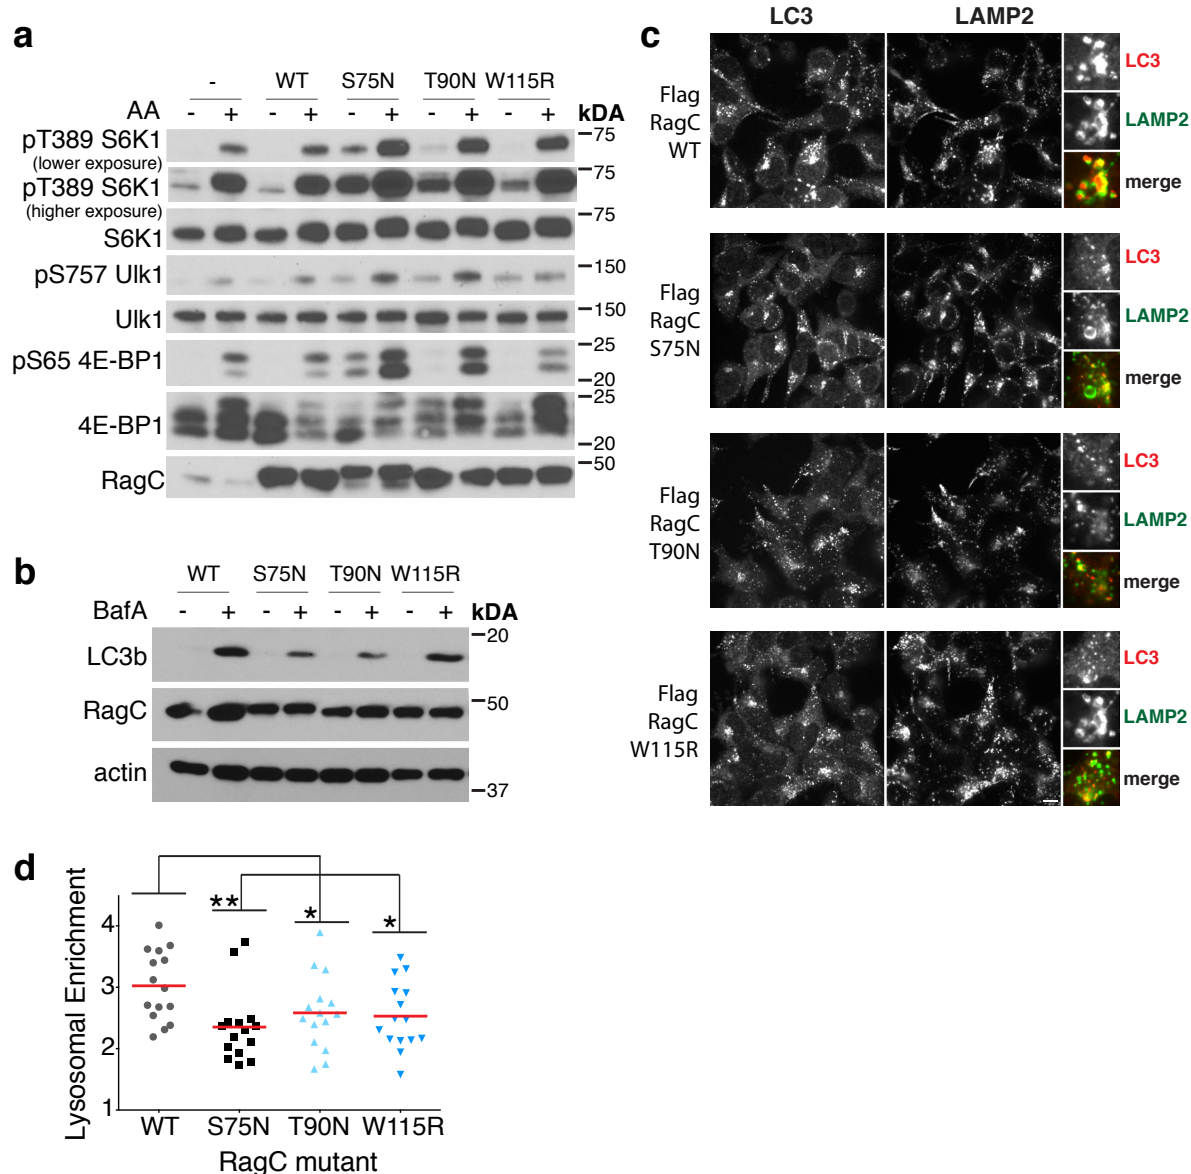 a
- WT S75N T90N W115R
AA - + - + - + - + - + kDA
pT389 S6K1
(lower exposure)
75
pT389 S6K1
(higher exposure)
75
S6K1
75
pS757 Ulk1
150
Ulk1
150
pS65 4E-BP1
25
20
4E-BP1
25
20
RagC
50
b
WT S75N T90N W115R
BafA - + - + - + - + kDA
LC3b
20
RagC
50
actin
37
c
LC3 LAMP2
Flag
RagC
WT
LC3
LAMP2
merge
Flag
RagC
S75N
LC3
LAMP2
merge
Flag
RagC
T90N
LC3
LAMP2
merge
Flag
RagC
W115R
LC3
LAMP2
merge
d
Lysosomal Enrichment
** * *
4
3
2
1
WT S75N T90N W115R
RagC mutant